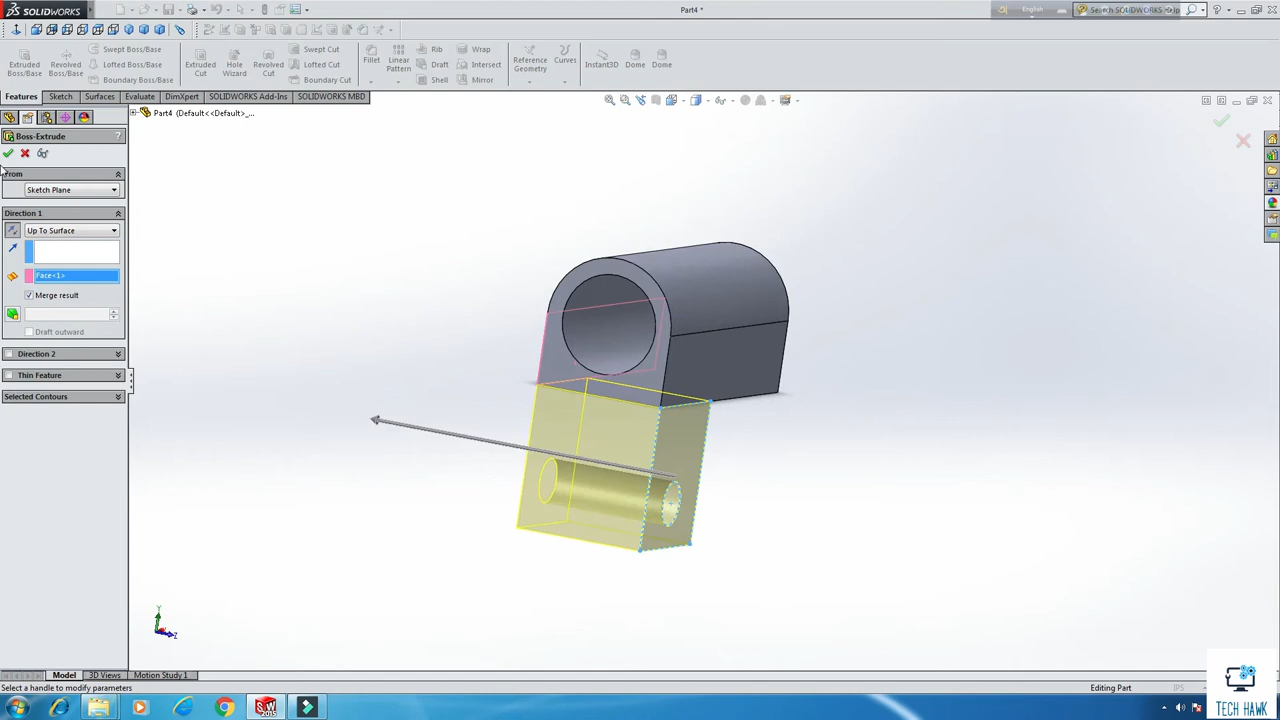 SOLIDWORKS
Part4 *
English
Search SOLIDWORKS Help
Extruded Boss/Base
Revolved Boss/Base
Swept Boss/Base
Lofted Boss/Base
Boundary Boss/Base
Extruded Cut
Hole Wizard
Revolved Cut
Swept Cut
Lofted Cut
Boundary Cut
Fillet
Linear Pattern
Rib
Draft
Shell
Wrap
Intersect
Mirror
Reference Geometry
Curves
Instant3D
Dome
Dome
Features
Sketch
Surfaces
Evaluate
DimXpert
SOLIDWORKS Add-Ins
SOLIDWORKS MBD
Part4 (Default<<Default>_...
Boss-Extrude
?
From
Sketch Plane
Direction 1
Up To Surface
Face<1>
Merge result
Draft outward
Direction 2
Thin Feature
Selected Contours
Y
Z
Model
3D Views
Motion Study 1
Select a handle to modify parameters
Editing Part
IPS
SW
2015
TECH HAWK